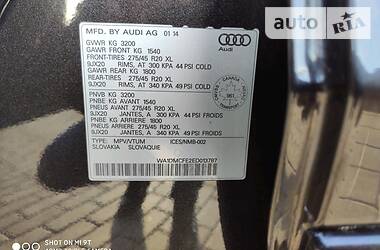 MFD. BY AUDI AG 01 14
GVWR KG 3200
GAWR FRONT KG 1540
FRONT-TIRES 275/45 R20 XL
9JX20 RIMS, AT 300 KPA 44 PSI COLD
GAWR REAR KG 1800
REAR-TIRES 275/45 R20 XL
9JX20 RIMS, AT 340 KPA 49 PSI COLD
PNVB KG 3200
PNBE KG AVANT 1540
PNEUS AVANT 275/45 R20 XL
9JX20 JANTES, A 300 KPA 44 PSI
PNBE KG ARRIERE 1800
PNEUS ARRIERE 275/45 R20 XL
9JX20 JANTES, A 340 KPA 49 PSI
TYPE: MPV/VTUM ICES/NMB-002
SLOVAKIA SLOVAQUIE
Audi
CANADA
WA1DMCFE2ED013787
auto RIA
SHOT ON MI 9T